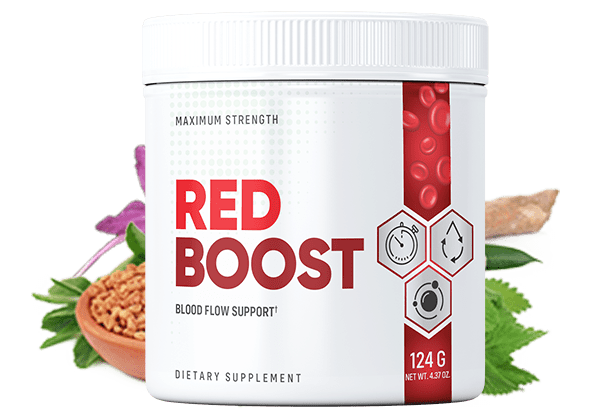 MAXIMUM STRENGTH
RED
BOOST
BLOOD FLOW SUPPORT†
DIETARY SUPPLEMENT
124 G
NET WT. 4.37 OZ.